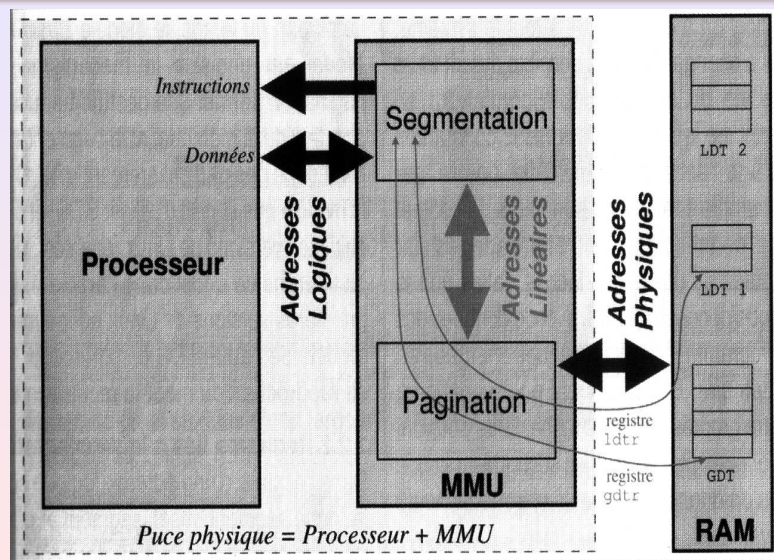 Instructions
Données
Processeur
Adresses
Logiques
Segmentation
Adresses
Linéaires
Pagination
MMU
Adresses
Physiques
registre
ldtr
registre
gdtr
LDT 2
LDT 1
GDT
RAM
Puce physique = Processeur + MMU